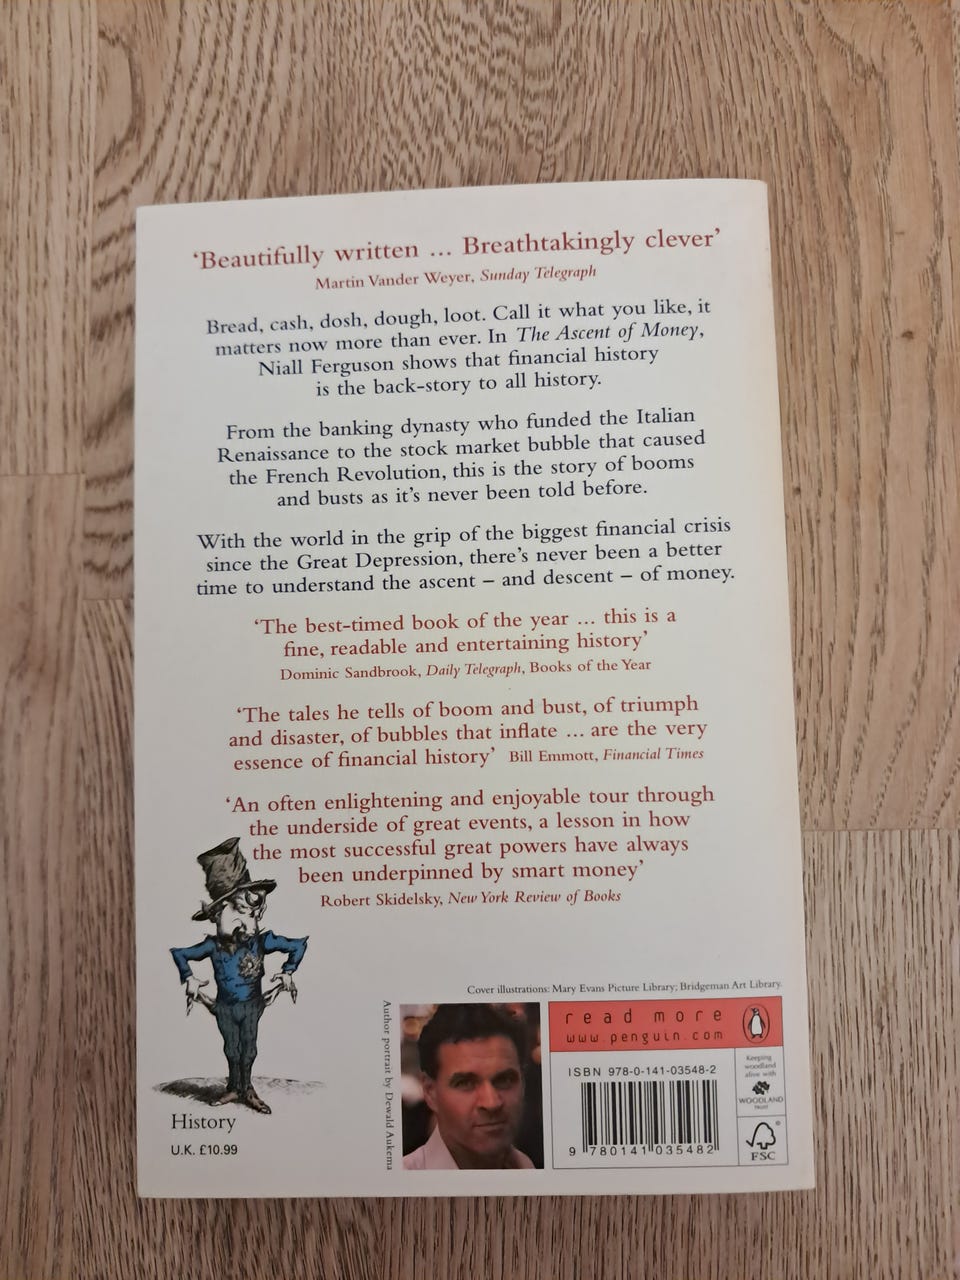 ‘Beautifully written ... Breathtakingly clever’
Martin Vander Weyer, Sunday Telegraph
Bread, cash, dosh, dough, loot. Call it what you like, it
matters now more than ever. In The Ascent of Money,
Niall Ferguson shows that financial history
is the back-story to all history.
From the banking dynasty who funded the Italian
Renaissance to the stock market bubble that caused
the French Revolution, this is the story of booms
and busts as it’s never been told before.
With the world in the grip of the biggest financial crisis
since the Great Depression, there’s never been a better
time to understand the ascent – and descent – of money.
‘The best-timed book of the year ... this is a
fine, readable and entertaining history’
Dominic Sandbrook, Daily Telegraph, Books of the Year
‘The tales he tells of boom and bust, of triumph
and disaster, of bubbles that inflate ... are the very
essence of financial history’ Bill Emmott, Financial Times
‘An often enlightening and enjoyable tour through
the underside of great events, a lesson in how
the most successful great powers have always
been underpinned by smart money’
Robert Skidelsky, New York Review of Books
Cover illustrations: Mary Evans Picture Library; Bridgeman Art Library
Author portrait by Dewald Aukema
read more
www.penguin.com
ISBN 978-0-141-03548-2
9 780141 035482
Keeping
woodland
alive with
WOODLAND
TRUST
FSC
History
U.K. £10.99